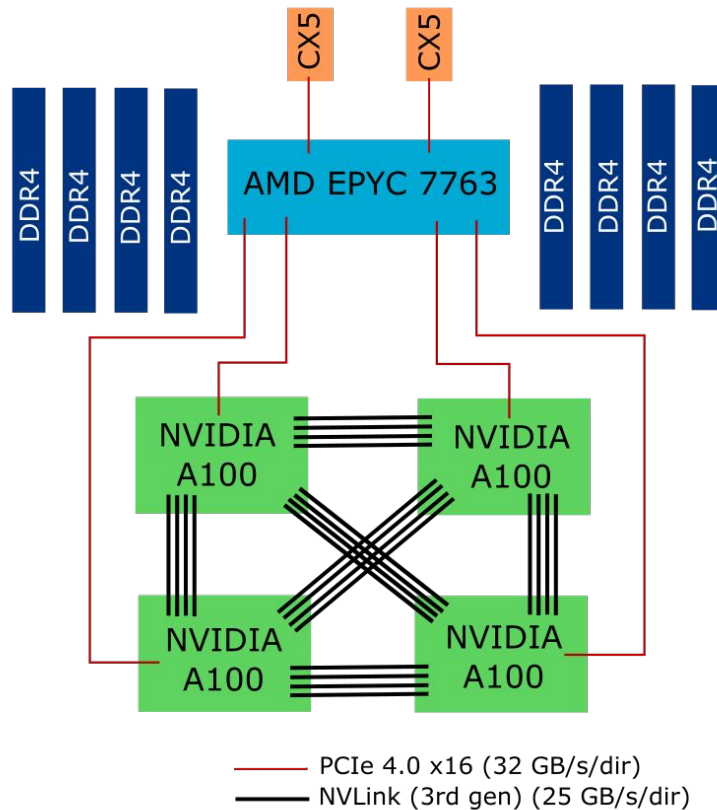 CX5
CX5
DDR4
DDR4
DDR4
DDR4
AMD EPYC 7763
DDR4
DDR4
DDR4
DDR4
NVIDIA
A100
NVIDIA
A100
NVIDIA
A100
NVIDIA
A100
PCIe 4.0 x16 (32 GB/s/dir)
NVLink (3rd gen) (25 GB/s/dir)